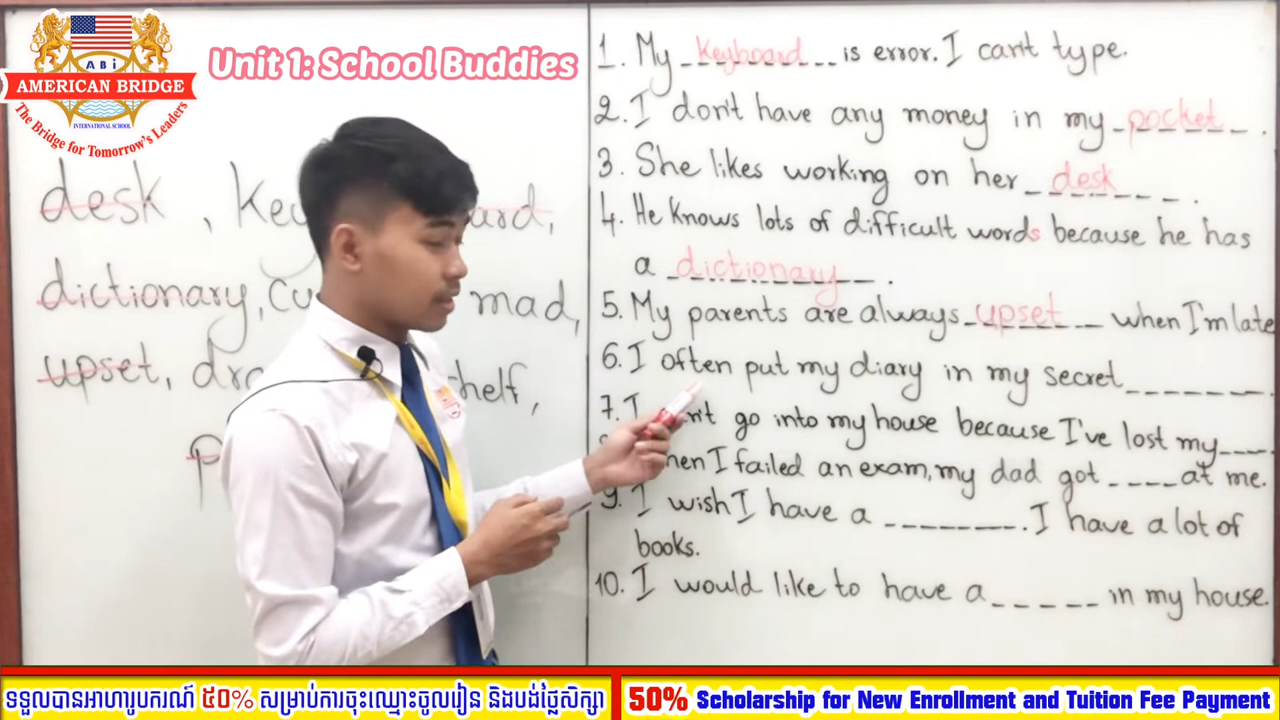 ABi
AMERICAN BRIDGE
INTERNATIONAL SCHOOL
The Bridge for Tomorrow's Leaders
Unit 1: School Buddies
desk, key ard,
dictionary, cu mad,
upset, dra helf,
p
1. My keyboard is error. I can't type.
2. I don't have any money in my pocket.
3. She likes working on her desk.
4. He knows lots of difficult words because he has
a dictionary.
5. My parents are always upset when I'm late
6. I often put my diary in my secret
7. I n't go into my house because I've lost my
hen I failed an exam, my dad got at me.
9. I wish I have a . I have a lot of
books.
10. I would like to have a in my house.
ទទួលបានអាហារូបករណ៍ ៥០% សម្រាប់ការចុះឈ្មោះចូលរៀន និងបង់ថ្លៃសិក្សា
50% Scholarship for New Enrollment and Tuition Fee Payment